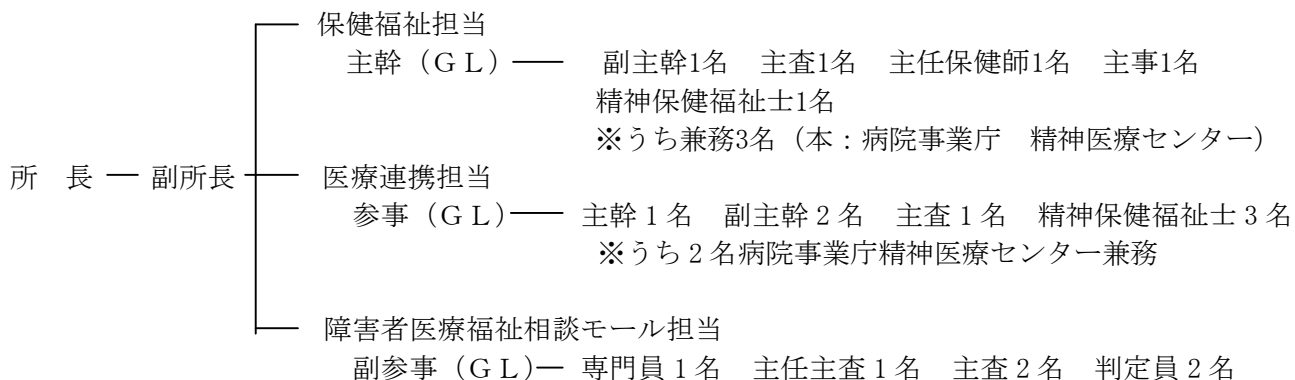 保健福祉担当
主幹（ＧＬ） 副主幹1名　主査1名　主任保健師1名　主事1名
精神保健福祉士1名
※うち兼務3名（本：病院事業庁　精神医療センター）
所　長 副所長 医療連携担当
参事（ＧＬ） 主幹１名　副主幹２名　主査１名　精神保健福祉士３名
※うち２名病院事業庁精神医療センター兼務
障害者医療福祉相談モール担当
副参事（ＧＬ） 専門員１名　主任主査１名　主査２名　判定員２名